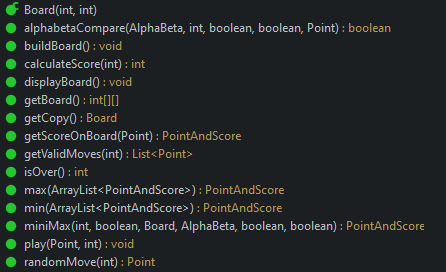 Board(int, int)
alphabetaCompare(AlphaBeta, int, boolean, boolean, Point) : boolean
buildBoard() : void
calculateScore(int) : int
displayBoard() : void
getBoard() : int[][]
getCopy() : Board
getScoreOnBoard(Point) : PointAndScore
getValidMoves(int) : List<Point>
isOver() : int
max(ArrayList<PointAndScore>) : PointAndScore
min(ArrayList<PointAndScore>) : PointAndScore
miniMax(int, boolean, Board, AlphaBeta, boolean, boolean) : PointAndScore
play(Point, int) : void
randomMove(int) : Point